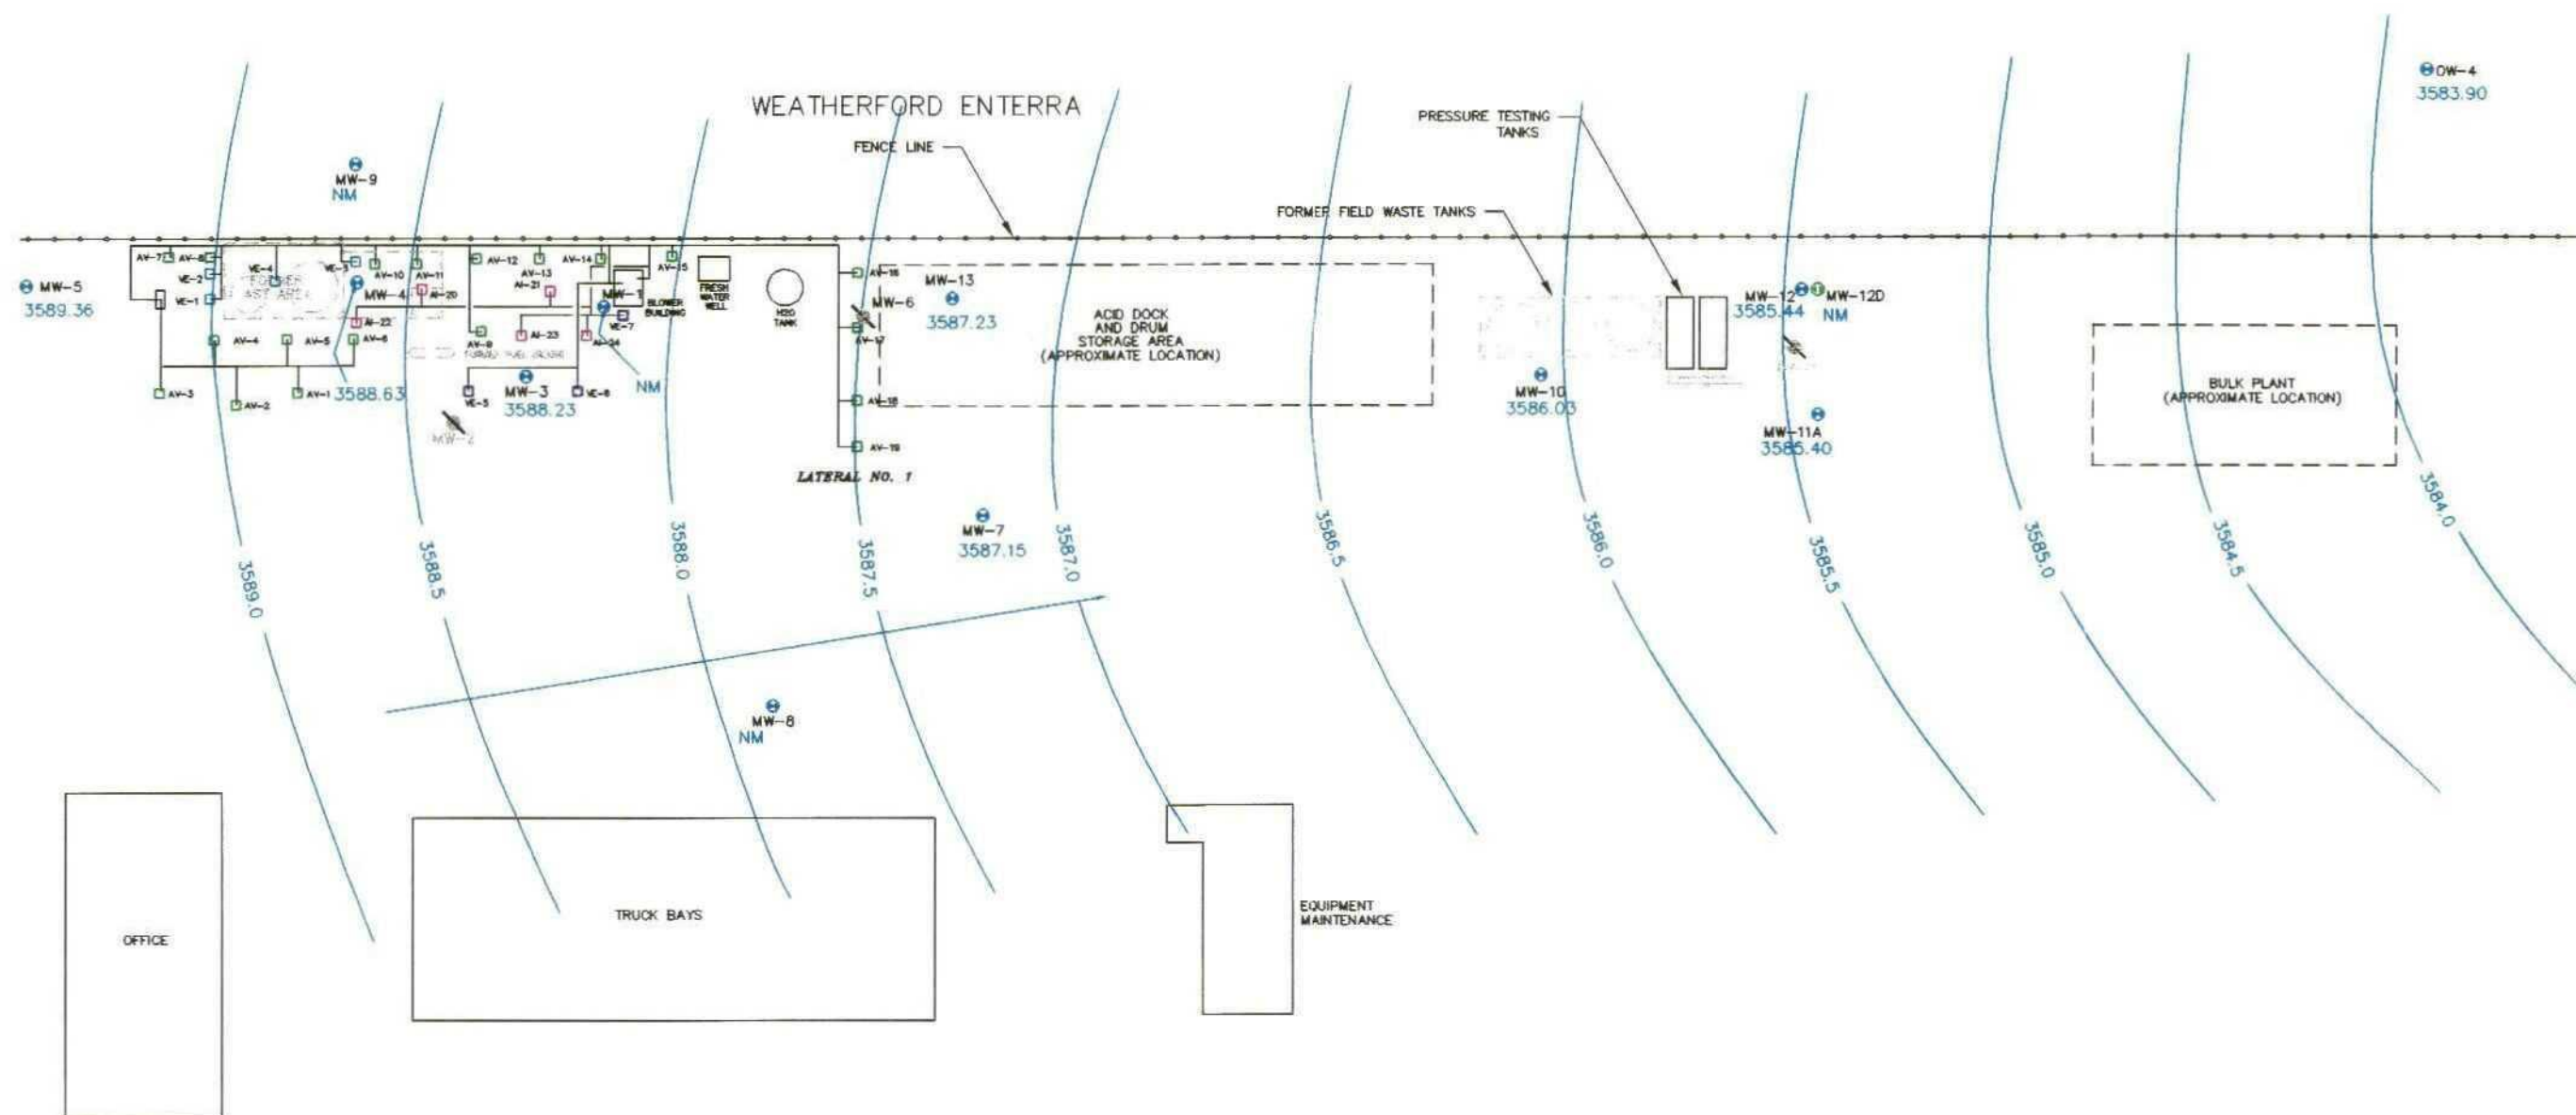 OW-4
3583.90
WEATHERFORD ENTERRA
PRESSURE TESTING
TANKS
FENCE LINE
MW-9
NM
FORMER FIELD WASTE TANKS
AV-7
AV-8
VE-2
VE-1
VE-4
FORMER
AST AREA
VE-3
AV-10
AV-11
AV-12
AV-13
AV-14
AV-15
MW-5
3589.36
MW-4
AI-20
AI-21
AI-22
MW-1
BLOWER
BUILDING
FRESH
WATER
WELL
H2O
TANK
AV-16
MW-6
AV-17
MW-13
3587.23
ACID DOCK
AND DRUM
STORAGE AREA
(APPROXIMATE LOCATION)
MW-12
3585.44
MW-12D
NM
VE-7
AI-23
AI-24
AV-4
AV-5
AV-6
AV-9
AV-3
AV-2
AV-1
3588.63
VE-5
MW-3
3588.23
VE-6
NM
MW-2
AV-18
AV-19
LATERAL NO. 1
MW-10
3586.03
MW-11A
3585.40
BULK PLANT
(APPROXIMATE LOCATION)
MW-7
3587.15
3589.0
3588.5
3588.0
3587.5
3587.0
3586.5
3586.0
3585.5
3585.0
3584.5
3584.0
MW-8
NM
OFFICE
TRUCK BAYS
EQUIPMENT
MAINTENANCE